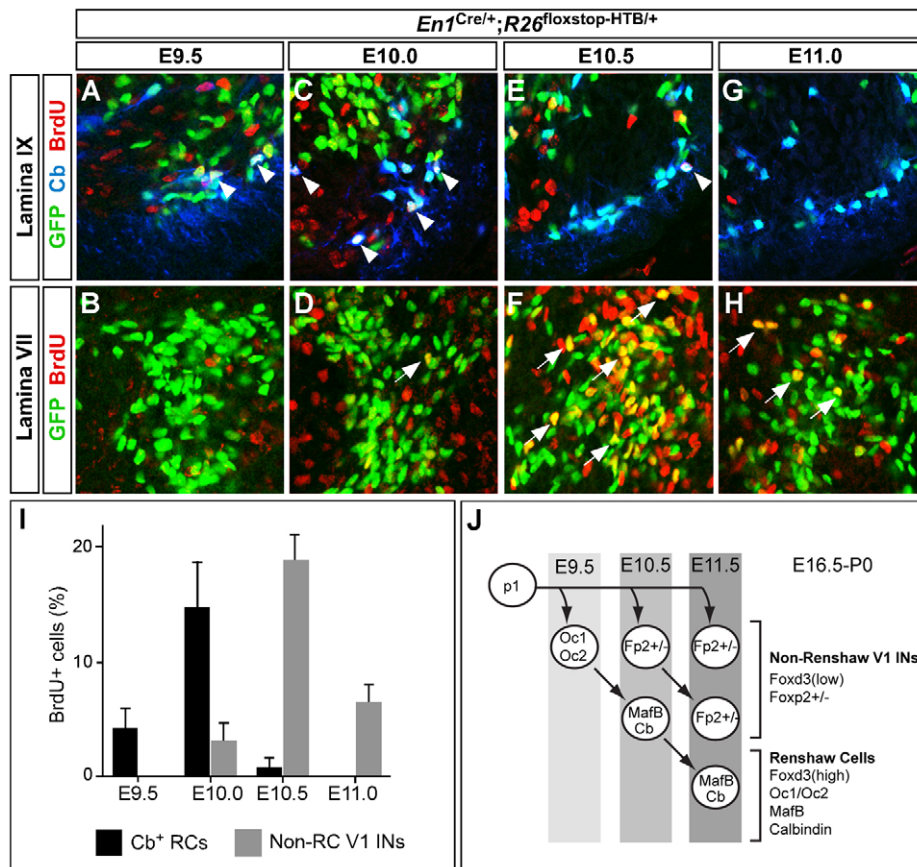 En1Cre/+;R26floxstop-HTB/+
E9.5 E10.0 E10.5 E11.0
Lamina IX
GFP Cb BrdU
A C E G
Lamina VII
GFP BrdU
B D F H
I
BrdU+ cells (%)
20
10
0
E9.5 E10.0 E10.5 E11.0
Cb+ RCs Non-RC V1 INs
J
E9.5 E10.5 E11.5 E16.5-P0
p1
Oc1
Oc2
Fp2+/-
Fp2+/-
MafB
Cb
Fp2+/-
MafB
Cb
Non-Renshaw V1 INs
Foxd3(low)
Foxp2+/-
Renshaw Cells
Foxd3(high)
Oc1/Oc2
MafB
Calbindin